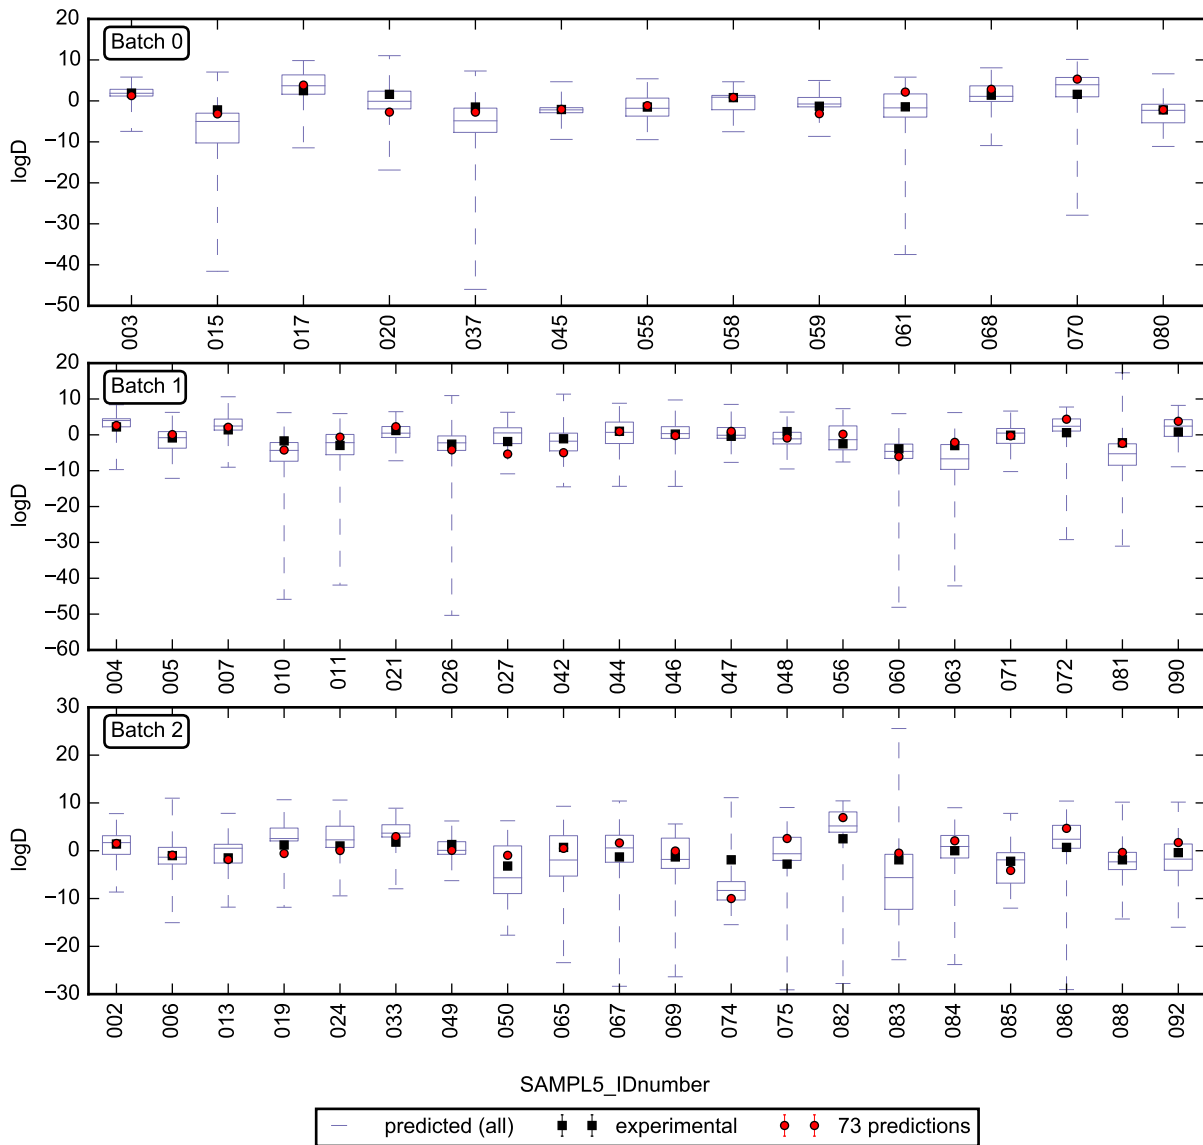 Batch 0
20
10
0
−10
−20
−30
−40
−50
logD
003 015 017 020 037 045 055 058 059 061 068 070 080
Batch 1
20
10
0
−10
−20
−30
−40
−50
−60
logD
004 005 007 010 011 021 026 027 042 044 046 047 048 056 060 063 071 072 081 090
Batch 2
30
20
10
0
−10
−20
−30
logD
002 006 013 019 024 033 049 050 065 067 069 074 075 082 083 084 085 086 088 092
SAMPL5_IDnumber
predicted (all) experimental 73 predictions